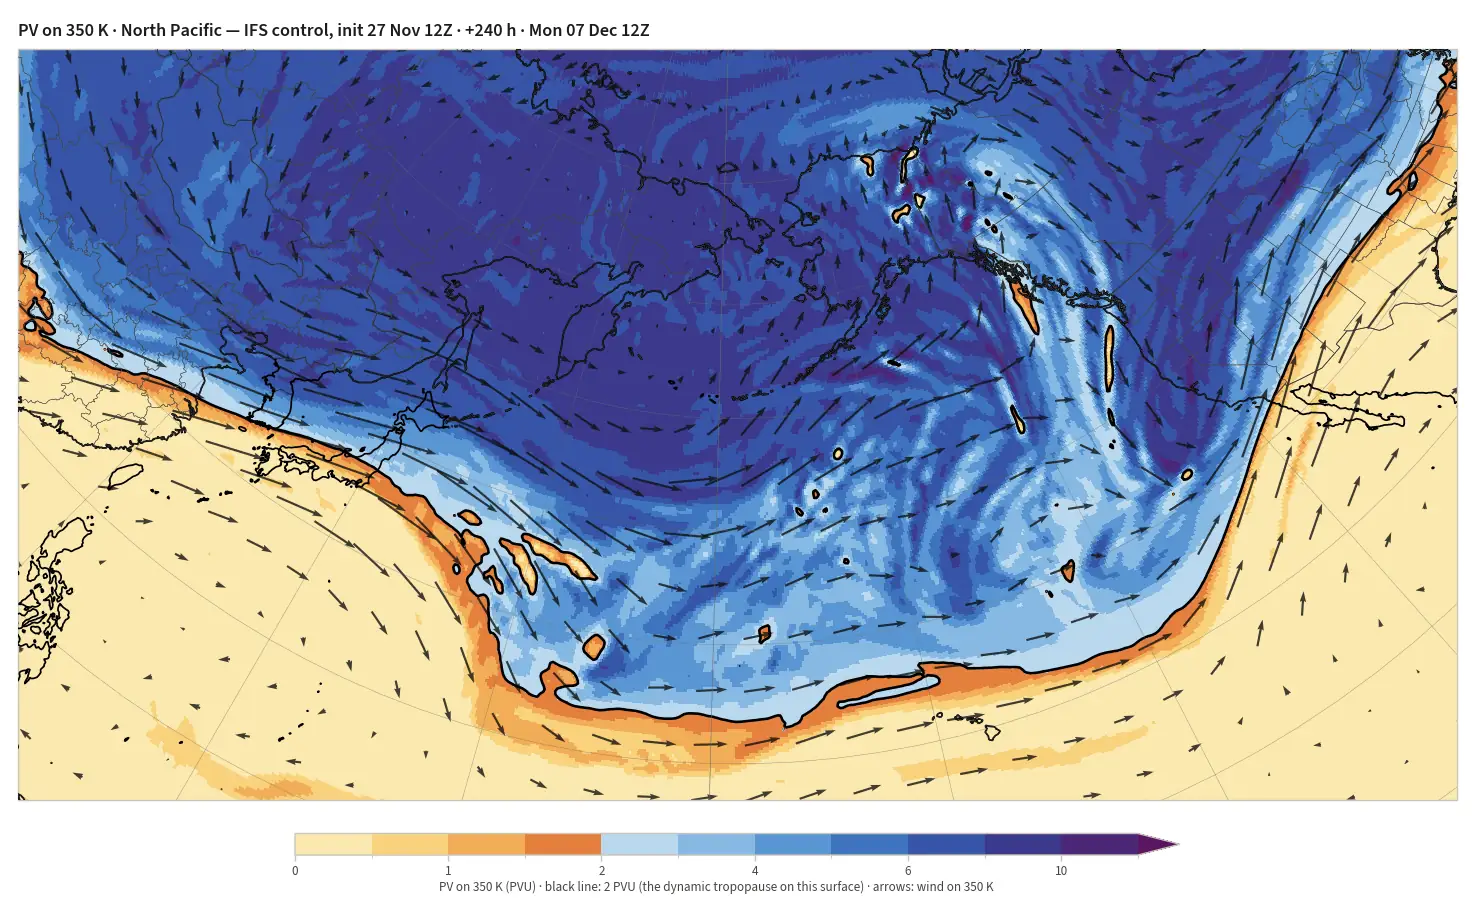 PV on 350 K · North Pacific — IFS control, init 27 Nov 12Z · +240 h · Mon 07 Dec 12Z
0 1 2 4 6 8 10
PV on 350 K (PVU) · black line: 2 PVU (the dynamic tropopause on this surface) · arrows: wind on 350 K